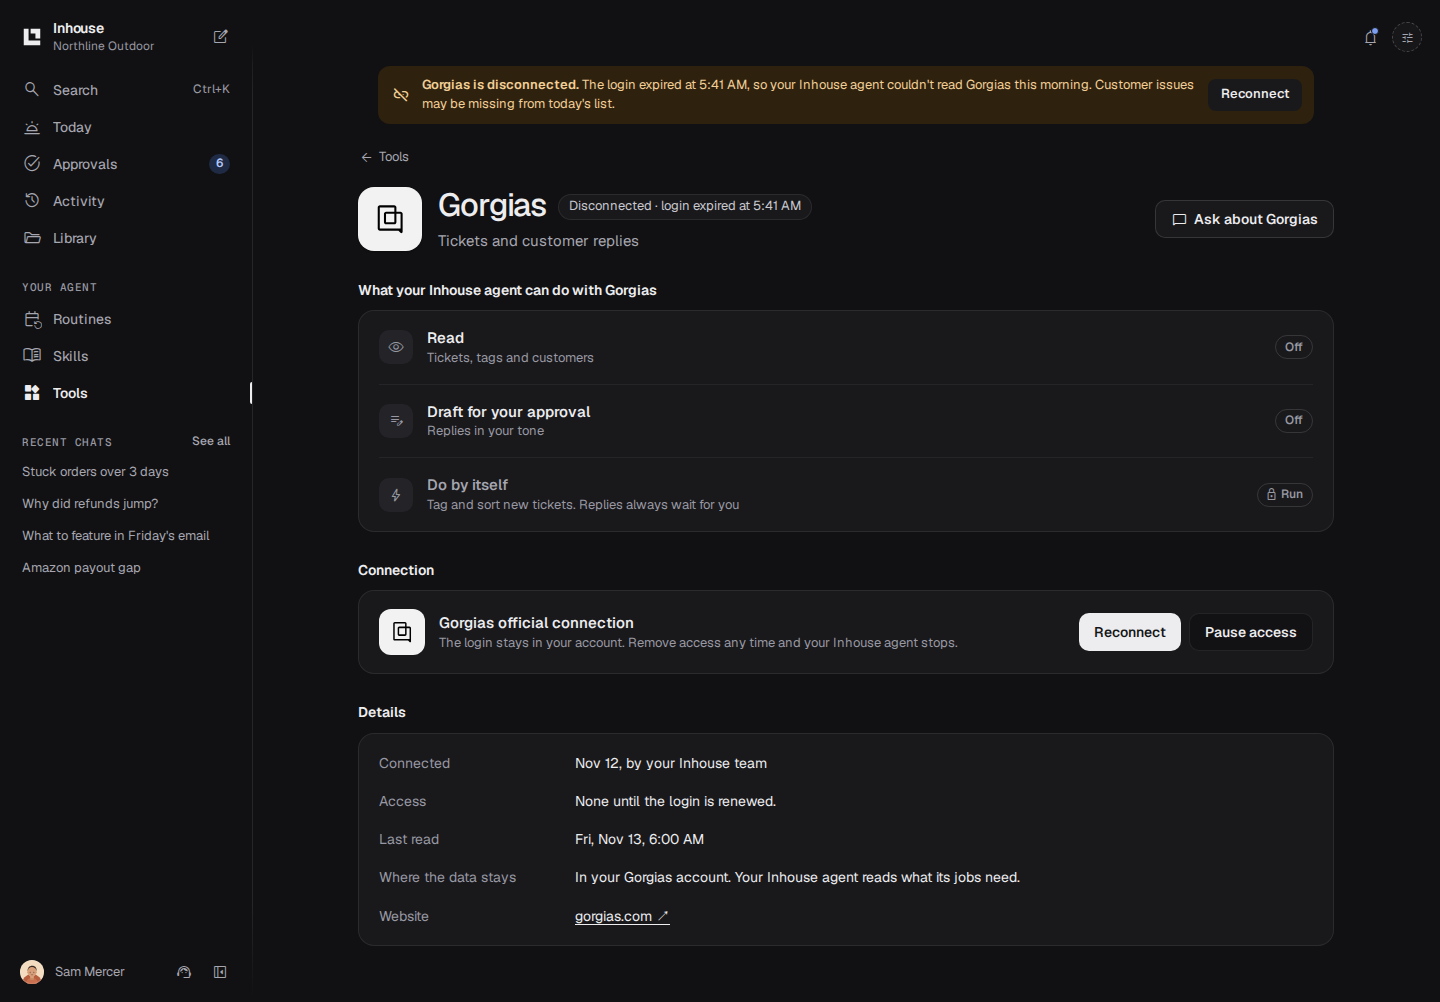 Inhouse
Northline Outdoor
Search Ctrl+K
Today
Approvals 6
Activity
Library
YOUR AGENT
Routines
Skills
Tools
RECENT CHATS See all
Stuck orders over 3 days
Why did refunds jump?
What to feature in Friday's email
Amazon payout gap
Sam Mercer
Gorgias is disconnected. The login expired at 5:41 AM, so your Inhouse agent couldn't read Gorgias this morning. Customer issues
may be missing from today's list.
Reconnect
← Tools
Gorgias Disconnected · login expired at 5:41 AM
Tickets and customer replies
Ask about Gorgias
What your Inhouse agent can do with Gorgias
Read
Tickets, tags and customers
Off
Draft for your approval
Replies in your tone
Off
Do by itself
Tag and sort new tickets. Replies always wait for you
Run
Connection
Gorgias official connection
The login stays in your account. Remove access any time and your Inhouse agent stops.
Reconnect Pause access
Details
Connected Nov 12, by your Inhouse team
Access None until the login is renewed.
Last read Fri, Nov 13, 6:00 AM
Where the data stays In your Gorgias account. Your Inhouse agent reads what its jobs need.
Website gorgias.com ↗